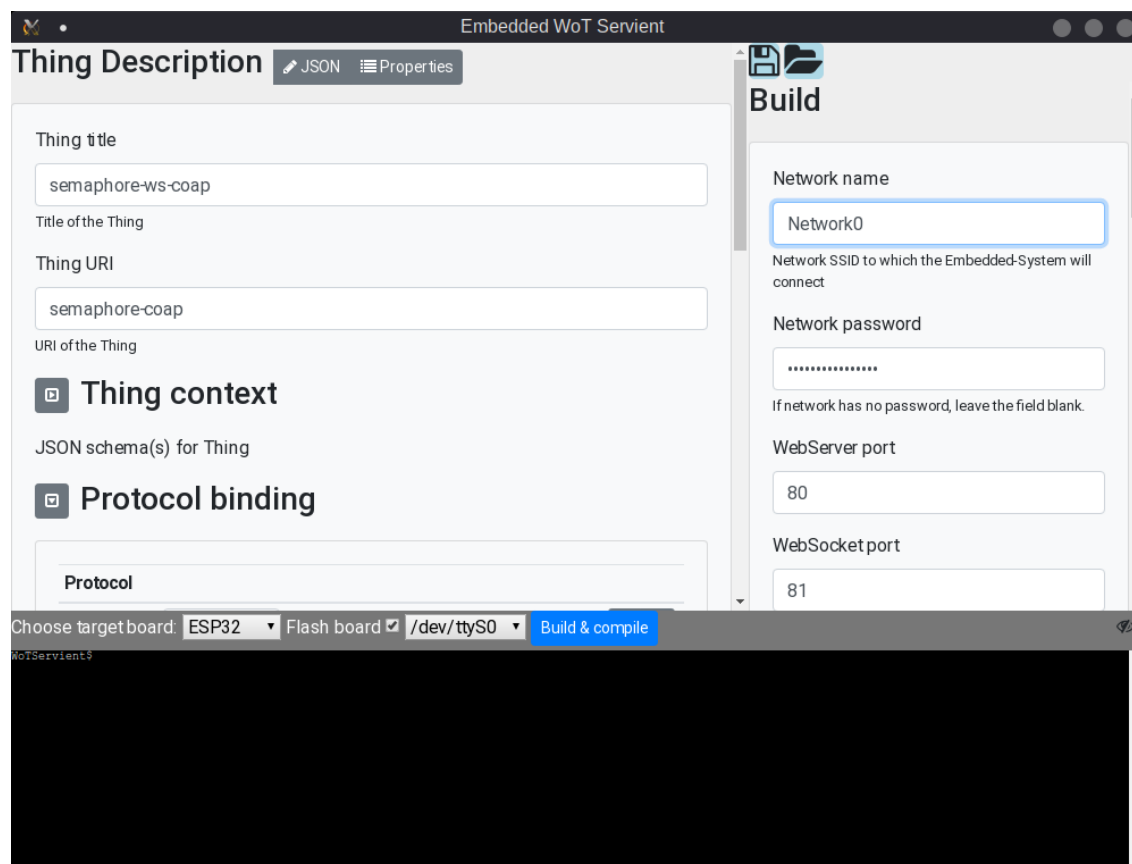 Embedded WoT Servient
Thing Description
JSON
Properties
Thing title
semaphore-ws-coap
Title of the Thing
Thing URI
semaphore-coap
URI of the Thing
Thing context
JSON schema(s) for Thing
Protocol binding
Protocol
Build
Network name
Network0
Network SSID to which the Embedded-System will
connect
Network password
••••••••••••••••
If network has no password, leave the field blank.
WebServer port
80
WebSocket port
81
Choose target board: ESP32 Flash board /dev/ttyS0 Build & compile
WoTServient$